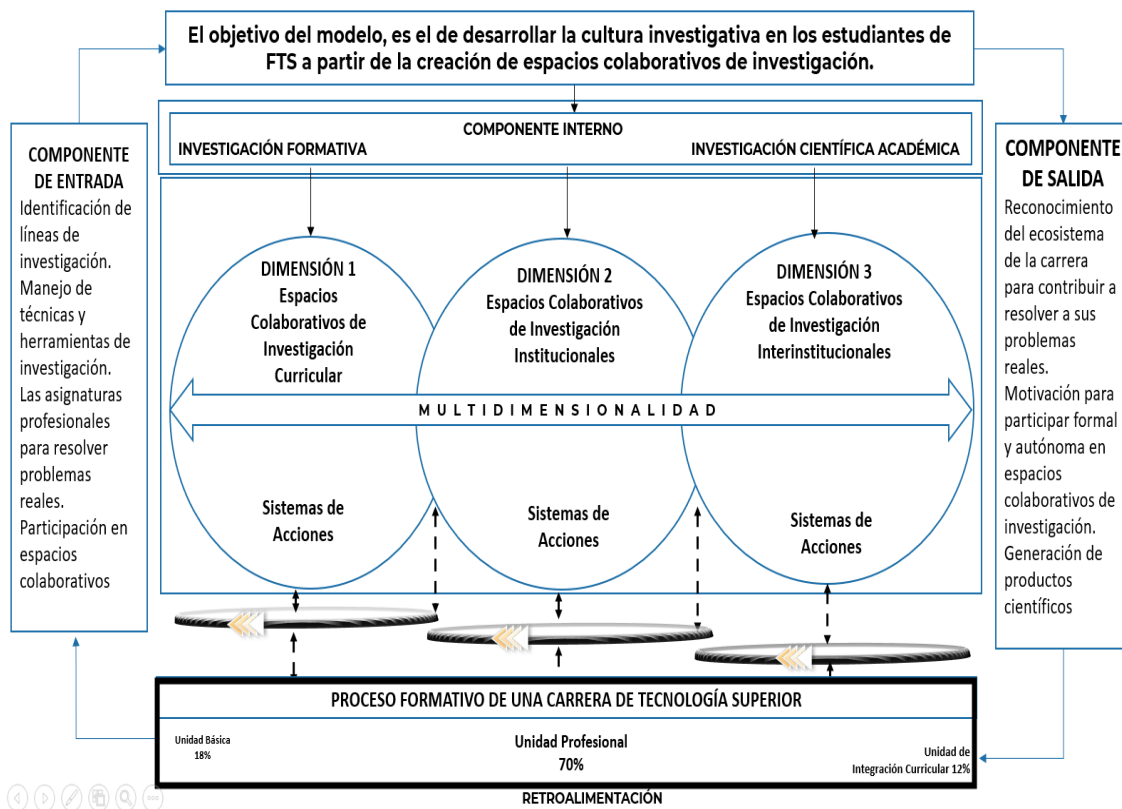 El objetivo del modelo, es el de desarrollar la cultura investigativa en los estudiantes de
FTS a partir de la creación de espacios colaborativos de investigación.
COMPONENTE INTERNO
INVESTIGACIÓN FORMATIVA
INVESTIGACIÓN CIENTÍFICA ACADÉMICA
COMPONENTE
DE ENTRADA
Identificación de
líneas de
investigación.
Manejo de
técnicas y
herramientas de
investigación.
Las asignaturas
profesionales
para resolver
problemas
reales.
Participación en
espacios
colaborativos
DIMENSIÓN 1
Espacios
Colaborativos de
Investigación
Curricular
DIMENSIÓN 2
Espacios Colaborativos
de Investigación
Institucionales
DIMENSIÓN 3
Espacios Colaborativos
de Investigación
Interinstitucionales
MULTIDIMENSIONALIDAD
Sistemas de
Acciones
Sistemas de
Acciones
Sistemas de
Acciones
COMPONENTE
DE SALIDA
Reconocimiento
del ecosistema
de la carrera
para contribuir a
resolver a sus
problemas
reales.
Motivación para
participar formal
y autónoma en
espacios
colaborativos de
investigación.
Generación de
productos
científicos
PROCESO FORMATIVO DE UNA CARRERA DE TECNOLOGÍA SUPERIOR
Unidad Básica
18%
Unidad Profesional
70%
Unidad de
Integración Curricular 12%
RETROALIMENTACIÓN